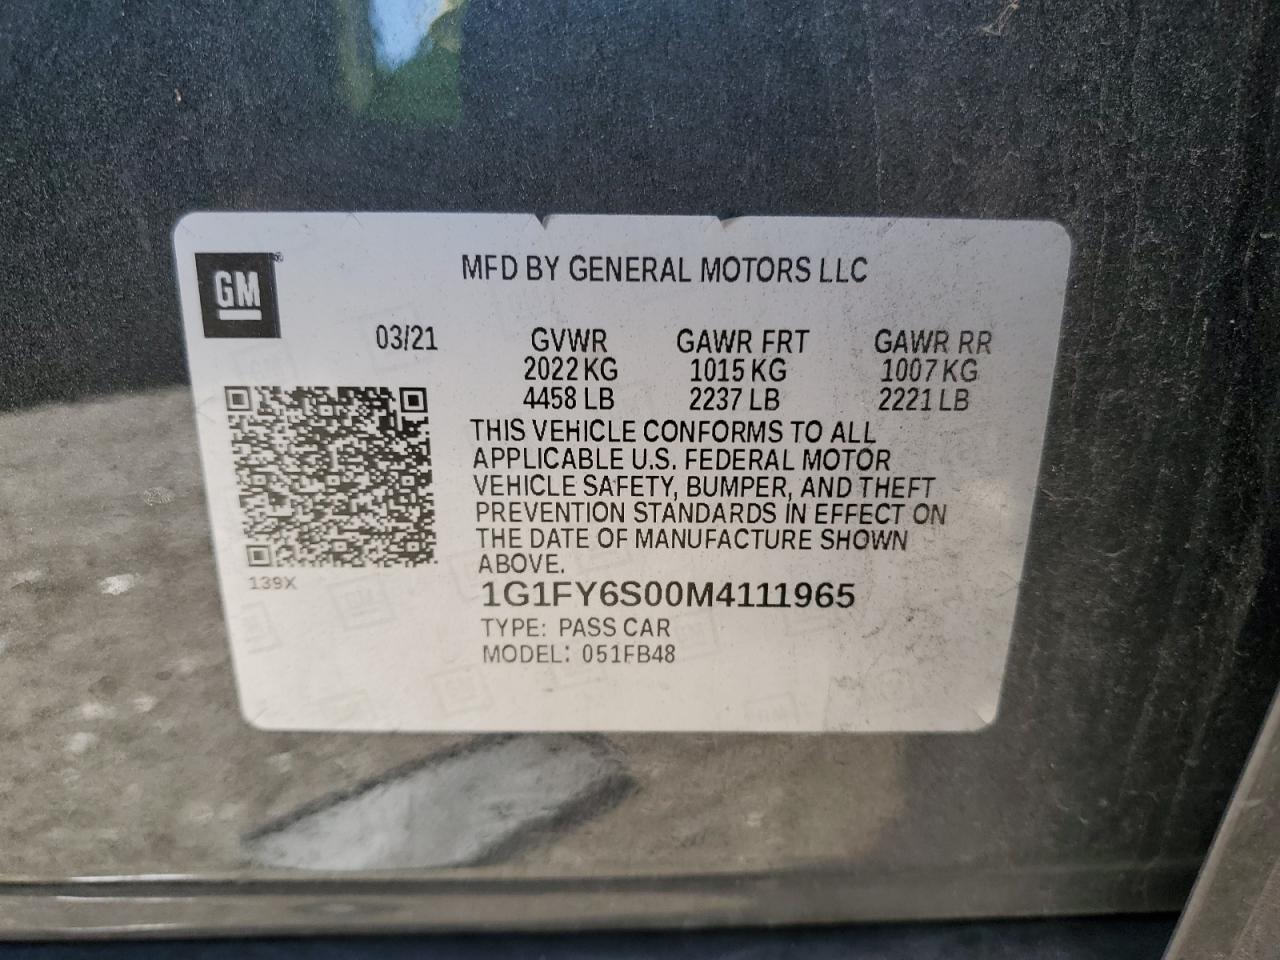 GM
MFD BY GENERAL MOTORS LLC
03/21 GVWR GAWR FRT GAWR RR
2022 KG 1015 KG 1007 KG
4458 LB 2237 LB 2221 LB
THIS VEHICLE CONFORMS TO ALL
APPLICABLE U.S. FEDERAL MOTOR
VEHICLE SAFETY, BUMPER, AND THEFT
PREVENTION STANDARDS IN EFFECT ON
THE DATE OF MANUFACTURE SHOWN
ABOVE.
139X
1G1FY6S00M4111965
TYPE: PASS CAR
MODEL: 051FB48